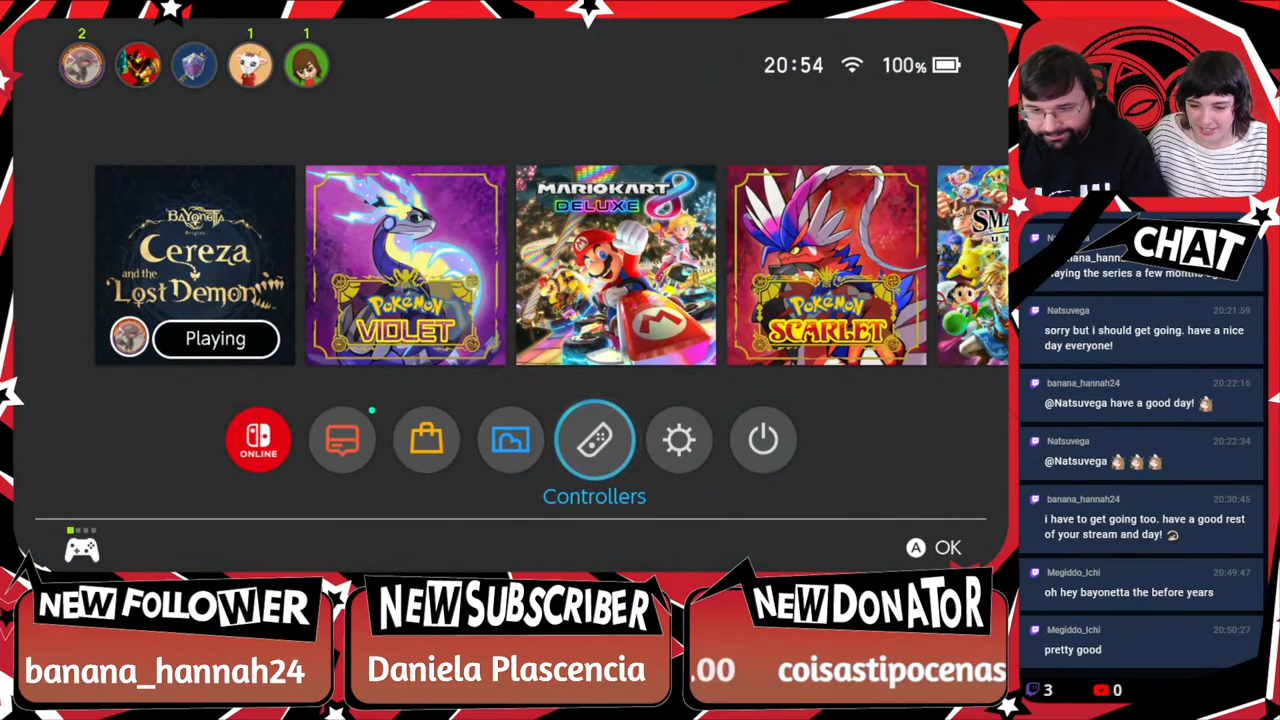 2
1
1
20:54
100%
BAYONETTA
Origins
Cereza
and the
Lost Demon
Playing
POKÉMON
VIOLET
MARIOKART 8
DELUXE
POKÉMON
SCARLET
ONLINE
Controllers
A OK
NEW FOLLOWER
banana_hannah24
NEW SUBSCRIBER
Daniela Plascencia
NEW DONATOR
.00 coisastipocenas
CHAT
playing the series a few months
Natsuvega 20:21:59
sorry but i should get going. have a nice
day everyone!
banana_hannah24 20:22:16
@Natsuvega have a good day!
Natsuvega 20:22:34
@Natsuvega
banana_hannah24 20:30:45
i have to get going too. have a good rest
of your stream and day!
Megiddo_Ichi 20:49:47
oh hey bayonetta the before years
Megiddo_Ichi 20:50:27
pretty good
3 0